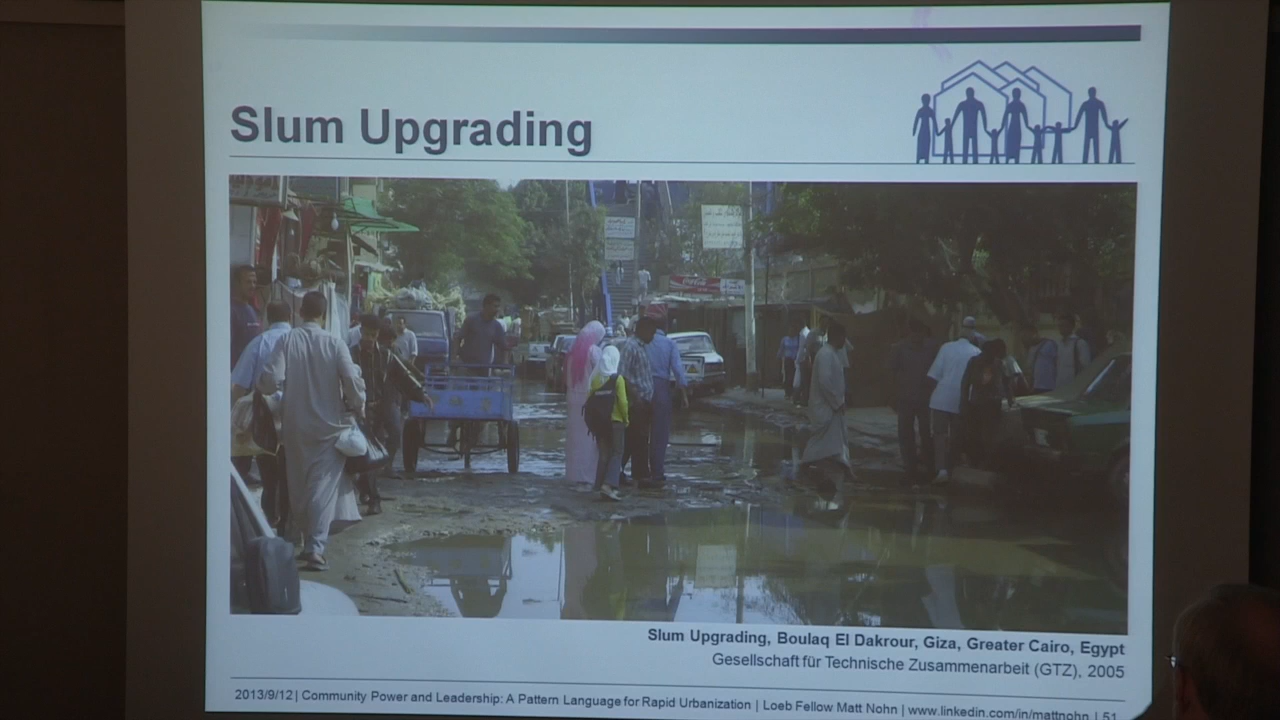 Slum Upgrading
Coca-Cola
Slum Upgrading, Boulaq El Dakrour, Giza, Greater Cairo, Egypt
Gesellschaft für Technische Zusammenarbeit (GTZ), 2005
2013/9/12| Community Power and Leadership: A Pattern Language for Rapid Urbanization | Loeb Fellow Matt Nohn | www.linkedin.com/in/mattnohn | 51